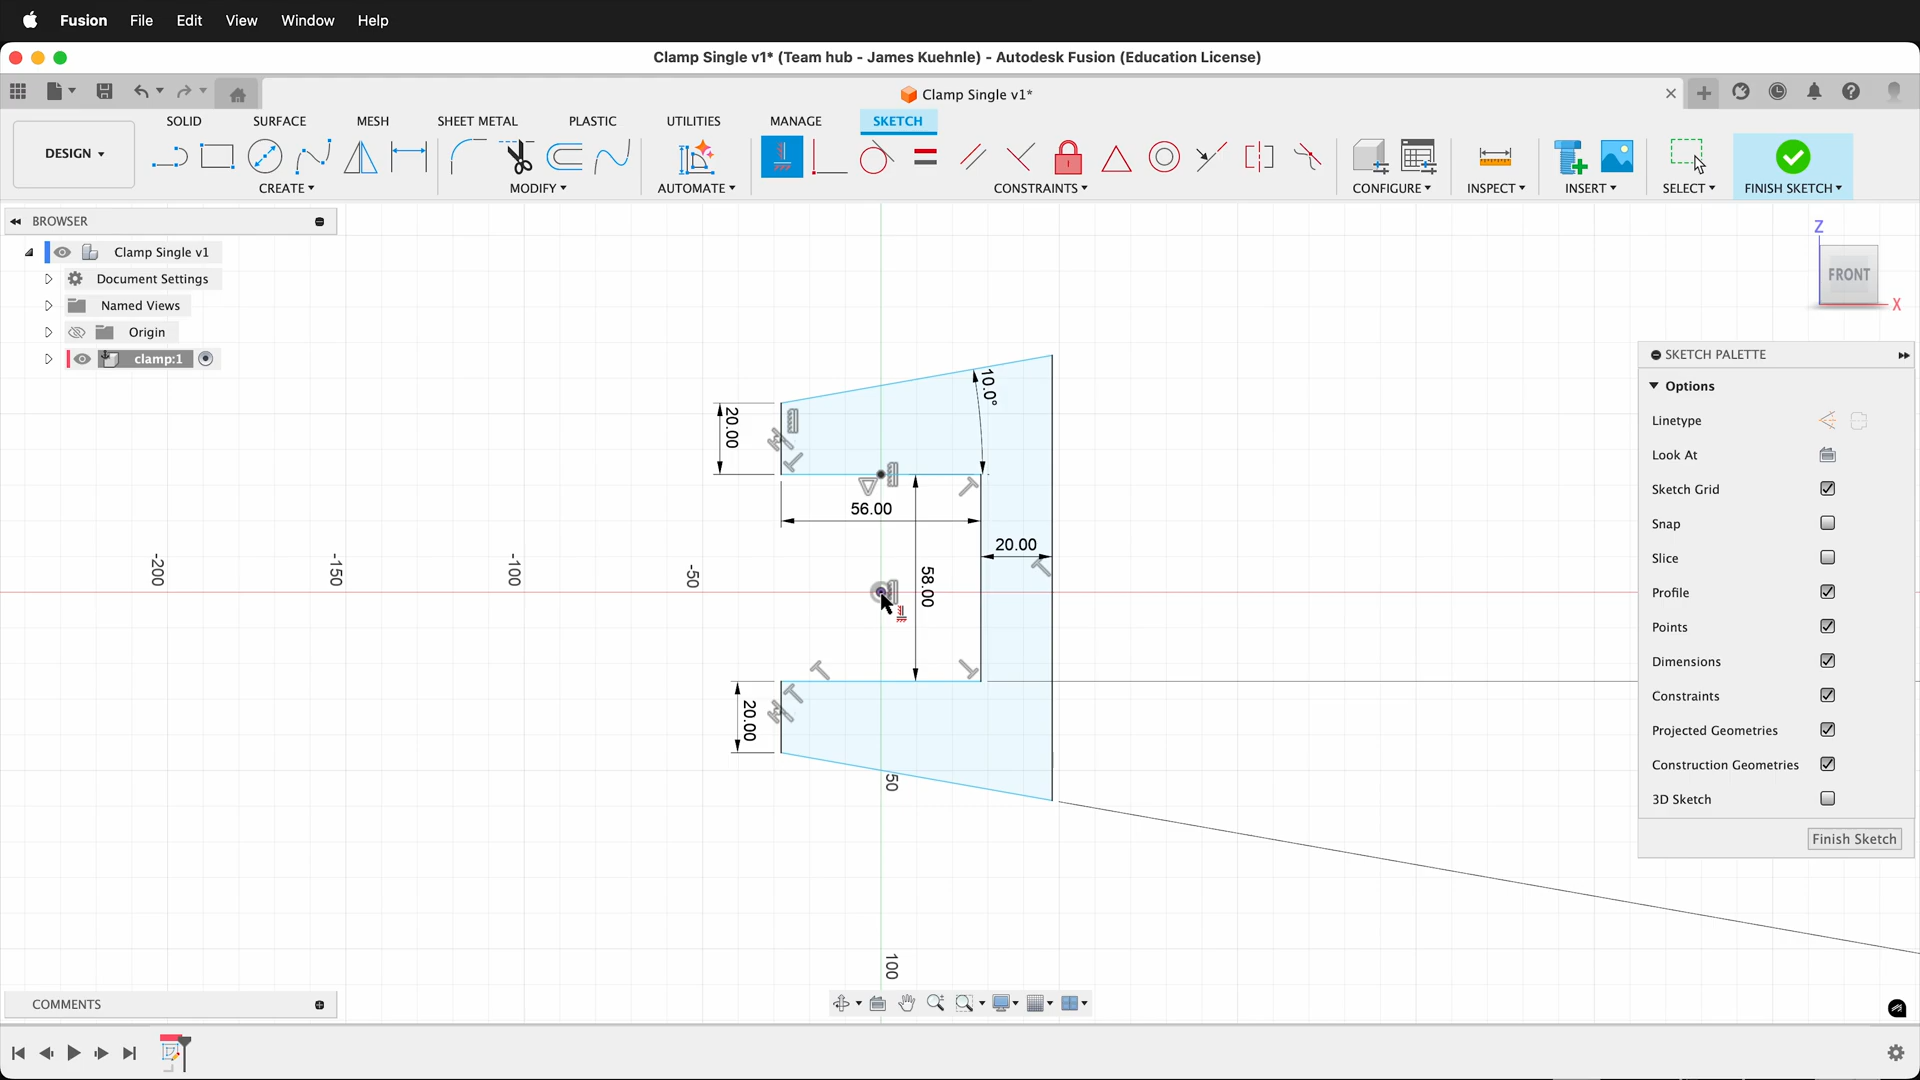 Fusion File Edit View Window Help
Clamp Single v1* (Team hub - James Kuehnle) - Autodesk Fusion (Education License)
Clamp Single v1*
SOLID SURFACE MESH SHEET METAL PLASTIC UTILITIES MANAGE SKETCH
DESIGN
CREATE MODIFY AUTOMATE CONSTRAINTS CONFIGURE INSPECT INSERT SELECT FINISH SKETCH
BROWSER
Clamp Single v1
Document Settings
Named Views
Origin
clamp:1
Z
FRONT
X
SKETCH PALETTE
Options
Linetype
Look At
Sketch Grid
Snap
Slice
Profile
Points
Dimensions
Constraints
Projected Geometries
Construction Geometries
3D Sketch
Finish Sketch
10.0°
20.00
56.00
20.00
58.00
20.00
-200
-150
-100
-50
50
100
COMMENTS